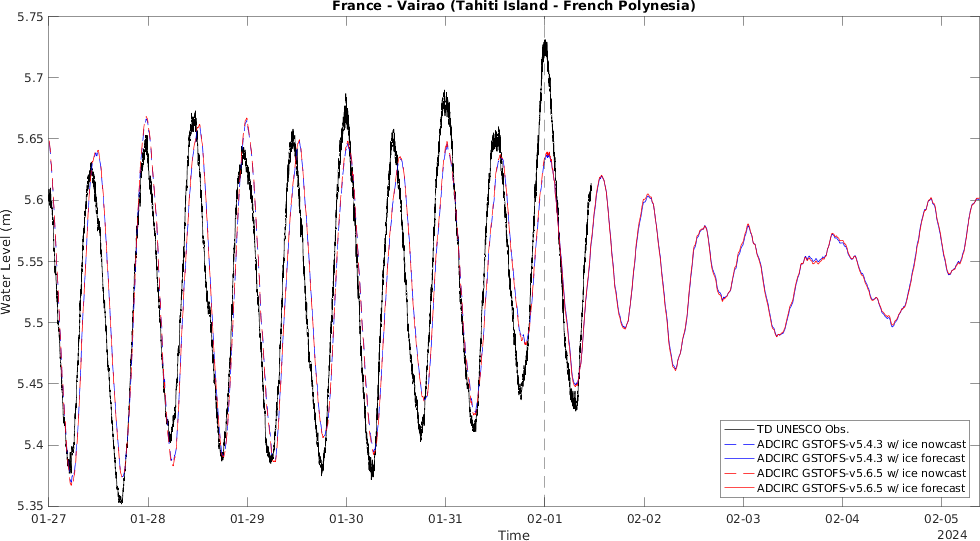 France - Vairao (Tahiti Island - French Polynesia)
5.75
5.7
5.65
5.6
5.55
5.5
5.45
5.4
5.35
Water Level (m)
TD UNESCO Obs.
ADCIRC GSTOFS-v5.4.3 w/ ice nowcast
ADCIRC GSTOFS-v5.4.3 w/ ice forecast
ADCIRC GSTOFS-v5.6.5 w/ ice nowcast
ADCIRC GSTOFS-v5.6.5 w/ ice forecast
01-27 01-28 01-29 01-30 01-31 02-01 02-02 02-03 02-04 02-05
Time
2024